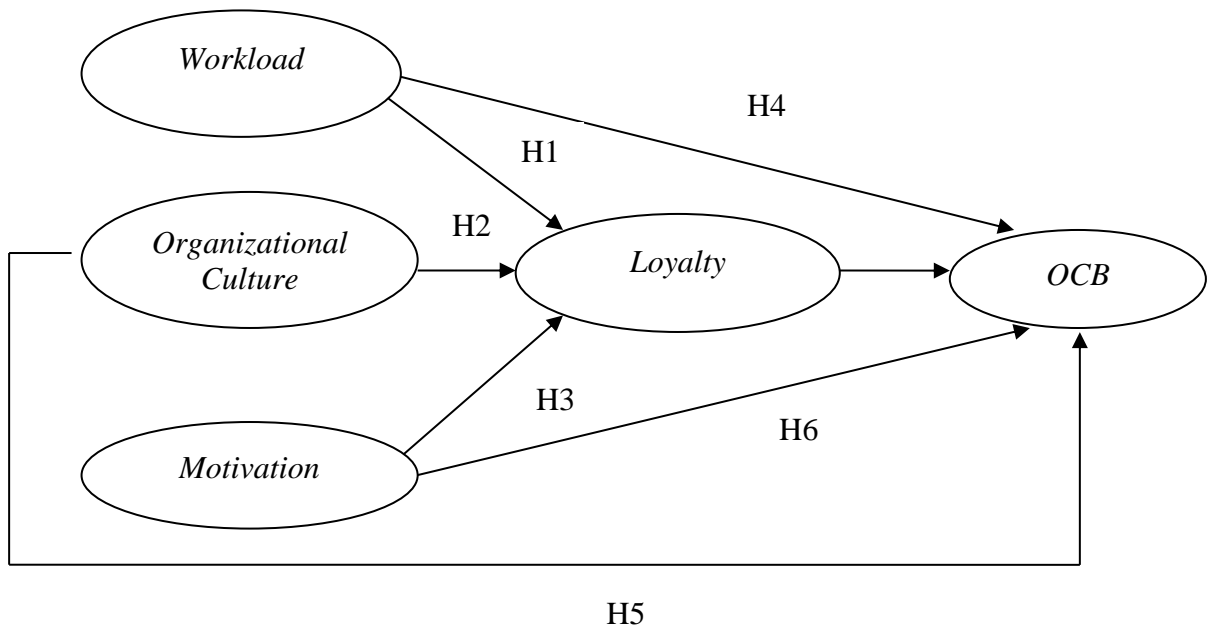 Workload
H4
H1
H2
Organizational
Culture
Loyalty
OCB
H3
H6
Motivation
H5